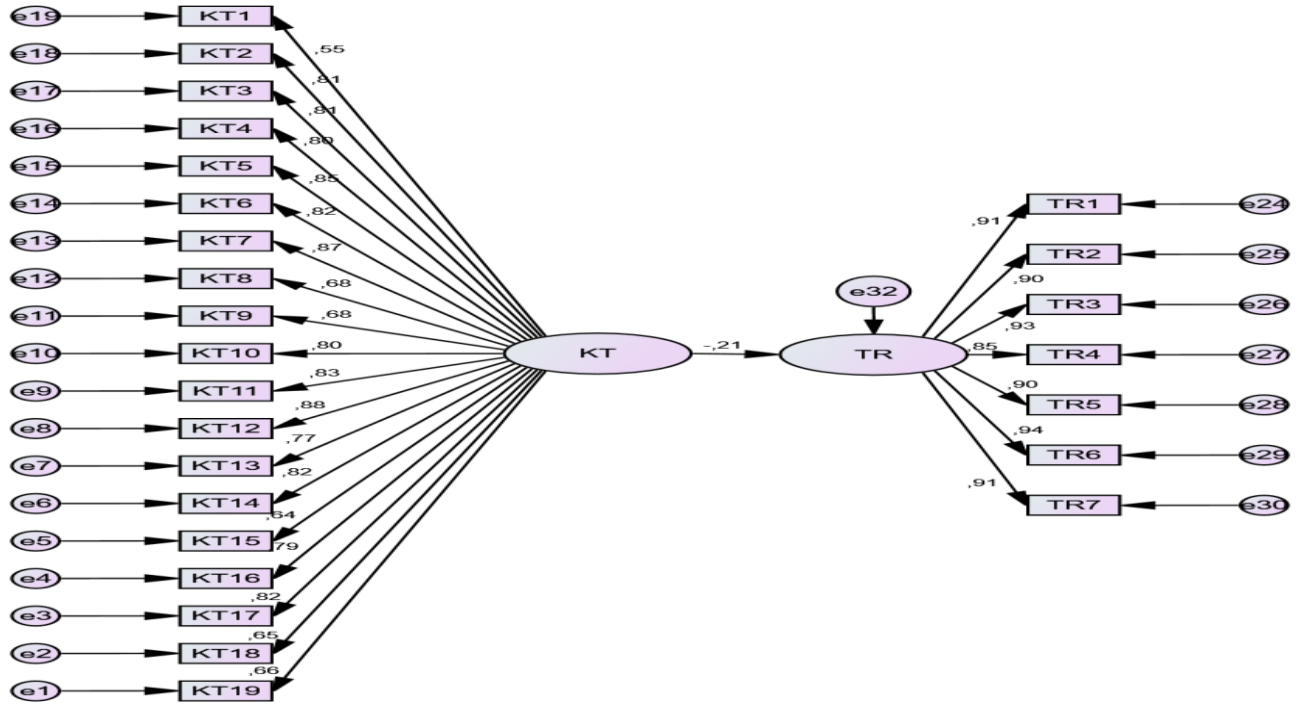 e19 KT1
,55
e18 KT2
,81
e17 KT3
,81
e16 KT4
,80
e15 KT5
,85
e14 KT6
,82
e13 KT7
,87
e12 KT8
,68
e11 KT9
,68
e10 KT10
,80
e9 KT11
,83
e8 KT12
,88
e7 KT13
,77
e6 KT14
,82
e5 KT15
,64
e4 KT16
,79
e3 KT17
,82
e2 KT18
,65
e1 KT19
,66
KT
-,21
e32
TR
,91
TR1 e24
,90
TR2 e25
,93
TR3 e26
,85
TR4 e27
,90
TR5 e28
,94
TR6 e29
,91
TR7 e30